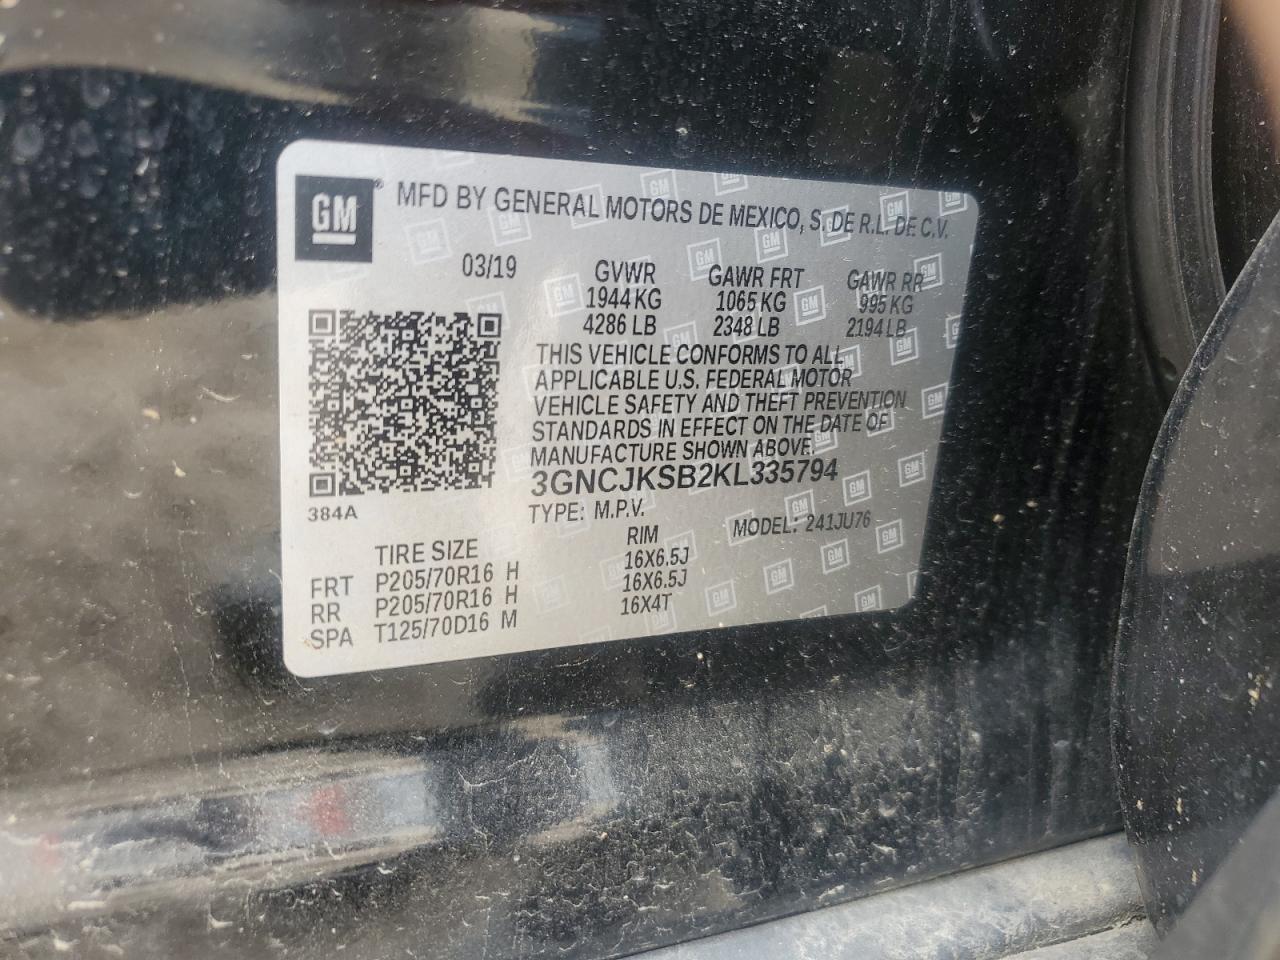 GM ® MFD BY GENERAL MOTORS DE MEXICO, S. DE R.L. DE C.V.
03/19 GVWR GAWR FRT GAWR RR
1944 KG 1065 KG 995 KG
4286 LB 2348 LB 2194 LB
THIS VEHICLE CONFORMS TO ALL
APPLICABLE U.S. FEDERAL MOTOR
VEHICLE SAFETY AND THEFT PREVENTION
STANDARDS IN EFFECT ON THE DATE OF
MANUFACTURE SHOWN ABOVE.
3GNCJKSB2KL335794
384A
TYPE: M.P.V. MODEL: 241JU76
TIRE SIZE RIM
FRT P205/70R16 H 16X6.5J
RR P205/70R16 H 16X6.5J
SPA T125/70D16 M 16X4T